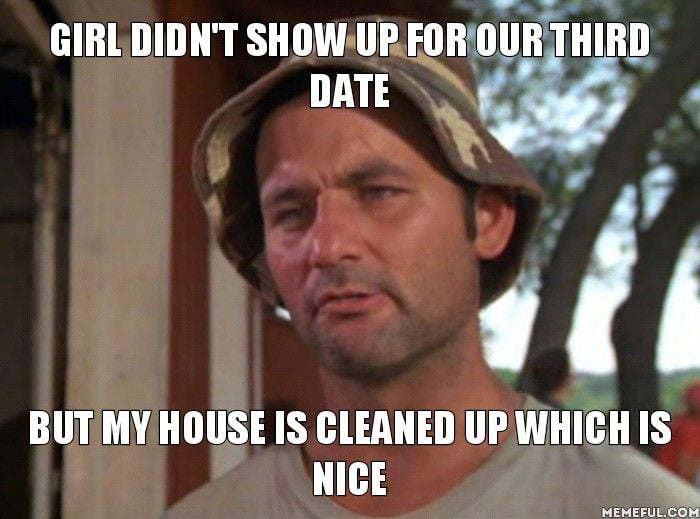 GIRL DIDN'T SHOW UP FOR OUR THIRD
DATE
BUT MY HOUSE IS CLEANED UP WHICH IS
NICE
MEMEFUL.COM